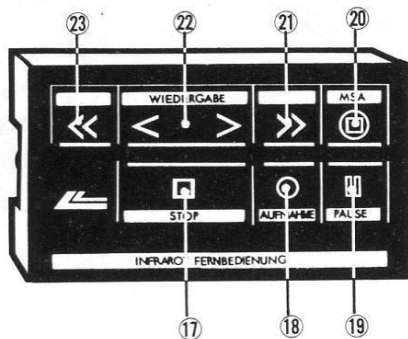 ㉓ ㉒ ㉑ ⑳
WIEDERGABE MSA
<< < > >>
STOP AUFNAHME PAUSE
INFRAROT FERNBEDIENUNG
⑰ ⑱ ⑲